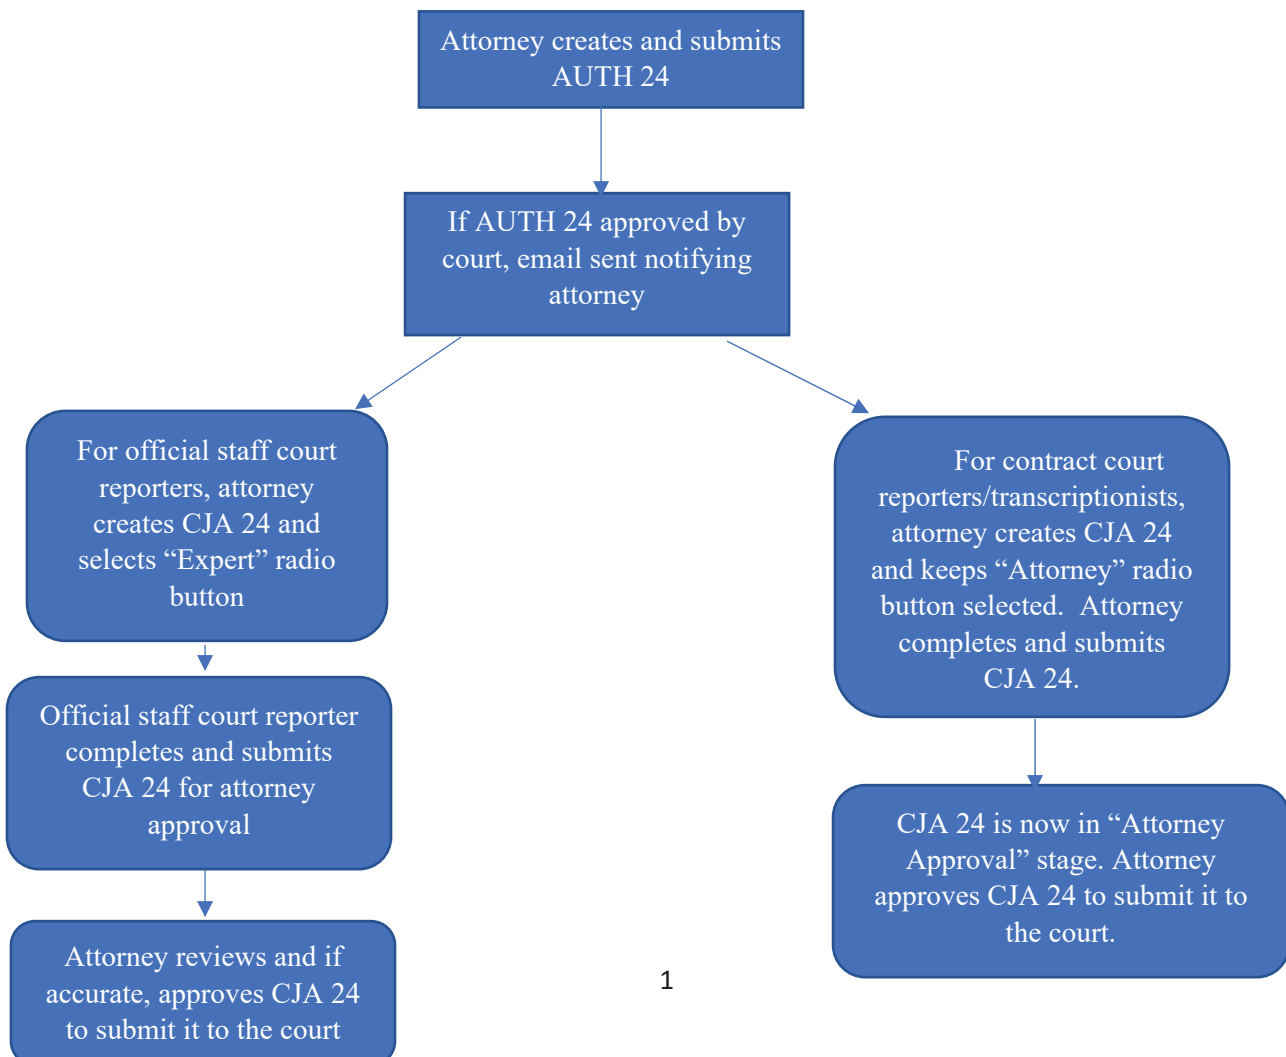 Attorney creates and submits
AUTH 24
If AUTH 24 approved by
court, email sent notifying
attorney
For official staff court
reporters, attorney
creates CJA 24 and
selects “Expert” radio
button
Official staff court reporter
completes and submits
CJA 24 for attorney
approval
Attorney reviews and if
accurate, approves CJA 24
to submit it to the court
For contract court
reporters/transcriptionists,
attorney creates CJA 24
and keeps “Attorney” radio
button selected.  Attorney
completes and submits
CJA 24.
CJA 24 is now in “Attorney
Approval” stage. Attorney
approves CJA 24 to submit it to
the court.
1